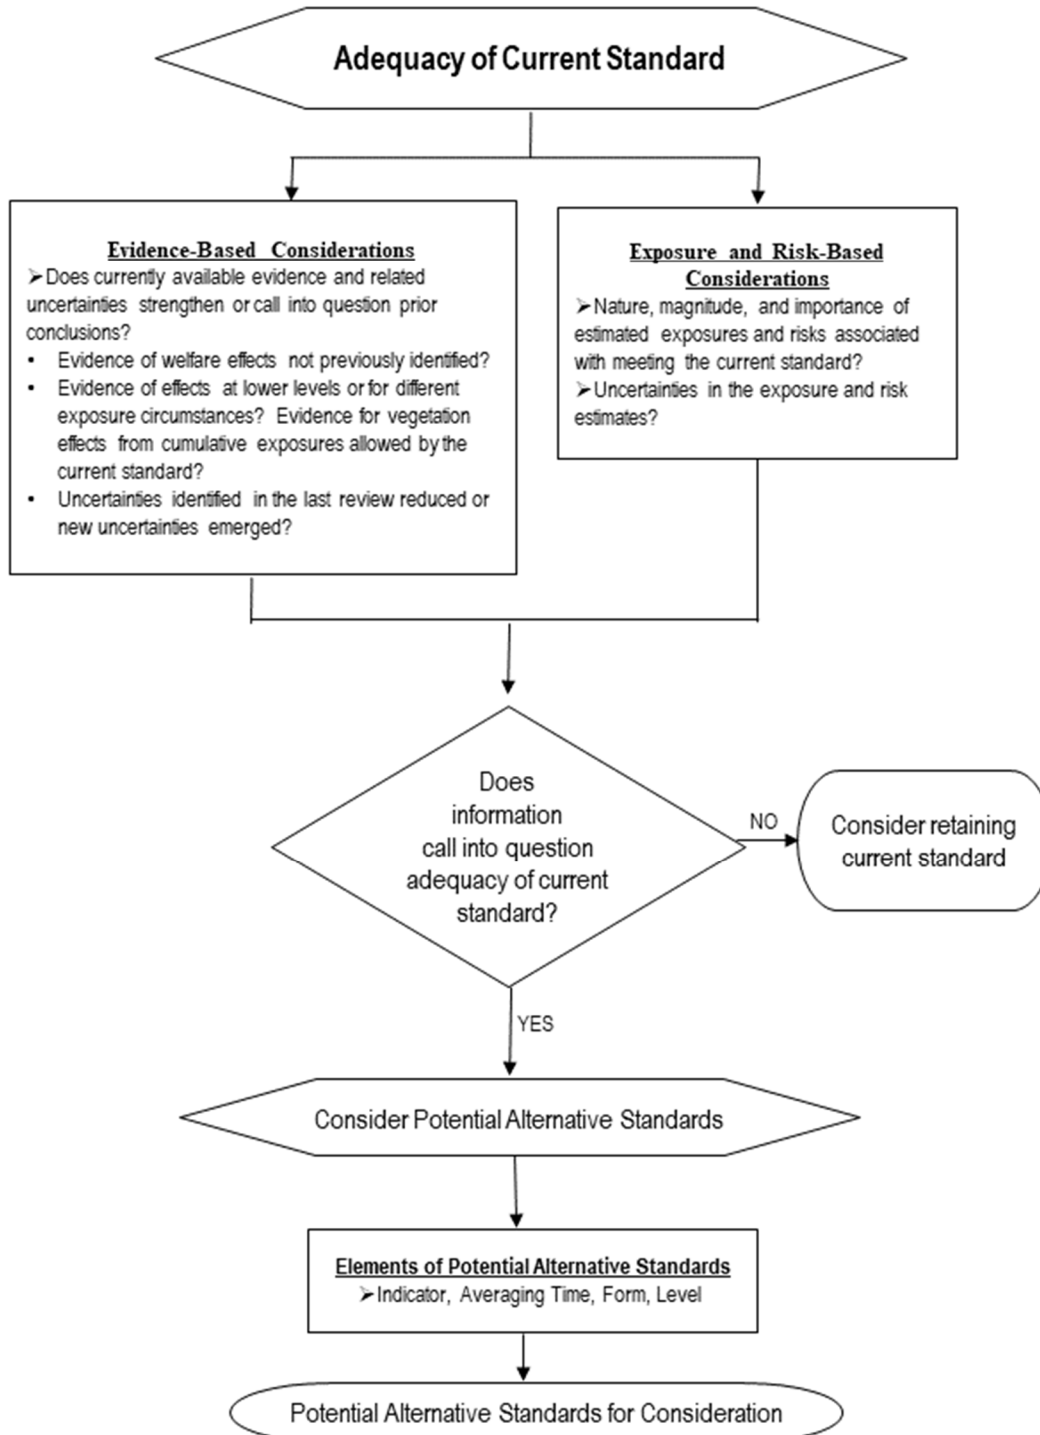 Adequacy of Current Standard
Evidence-Based Considerations
➢Does currently available evidence and related
uncertainties strengthen or call into question prior
conclusions?
• Evidence of welfare effects not previously identified?
• Evidence of effects at lower levels or for different
exposure circumstances? Evidence for vegetation
effects from cumulative exposures allowed by the
current standard?
• Uncertainties identified in the last review reduced or
new uncertainties emerged?
Exposure and Risk-Based
Considerations
➢Nature, magnitude, and importance of
estimated exposures and risks associated
with meeting the current standard?
➢Uncertainties in the exposure and risk
estimates?
Does
information
call into question
adequacy of current
standard?
NO
Consider retaining
current standard
YES
Consider Potential Alternative Standards
Elements of Potential Alternative Standards
➢Indicator, Averaging Time, Form, Level
Potential Alternative Standards for Consideration